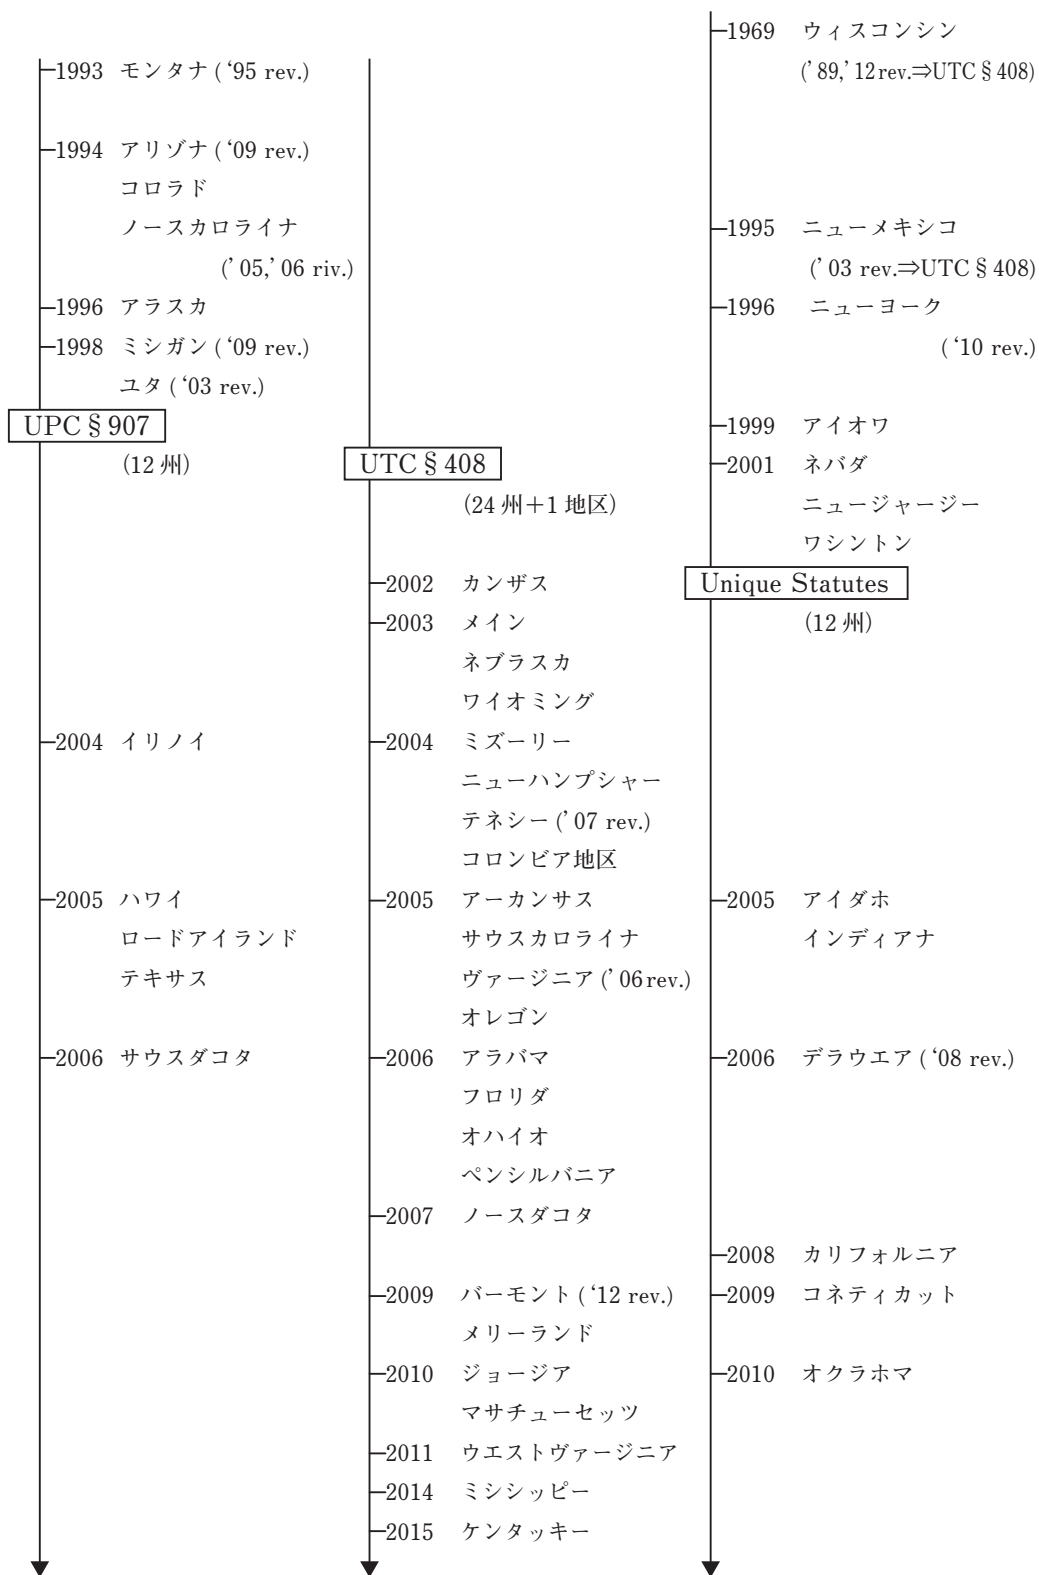 1993 モンタナ ( ‘95 rev.)
1994 アリゾナ ( ‘09 rev.)
コロラド
ノースカロライナ
(’ 05,’ 06 riv.)
1996 アラスカ
1998 ミシガン ( ‘09 rev.)
ユタ ( ‘03 rev.)
UPC § 907
(12 州)
2004 イリノイ
2005 ハワイ
ロードアイランド
テキサス
2006 サウスダコタ
UTC § 408
(24 州+1 地区)
2002 カンザス
2003 メイン
ネブラスカ
ワイオミング
2004 ミズーリー
ニューハンプシャー
テネシー (’ 07 rev.)
コロンビア地区
2005 アーカンサス
サウスカロライナ
ヴァージニア (’ 06 rev.)
オレゴン
2006 アラバマ
フロリダ
オハイオ
ペンシルバニア
2007 ノースダコタ
2009 バーモント ( ‘12 rev.)
メリーランド
2010 ジョージア
マサチューセッツ
2011 ウエストヴァージニア
2014 ミシシッピー
2015 ケンタッキー
1969 ウィスコンシン
(’ 89,’ 12 rev.⇒UTC § 408)
1995 ニューメキシコ
(’ 03 rev.⇒UTC § 408)
1996 ニューヨーク
( ‘10 rev.)
1999 アイオワ
2001 ネバダ
ニュージャージー
ワシントン
Unique Statutes
(12 州)
2005 アイダホ
インディアナ
2006 デラウエア ( ‘08 rev.)
2008 カリフォルニア
2009 コネティカット
2010 オクラホマ